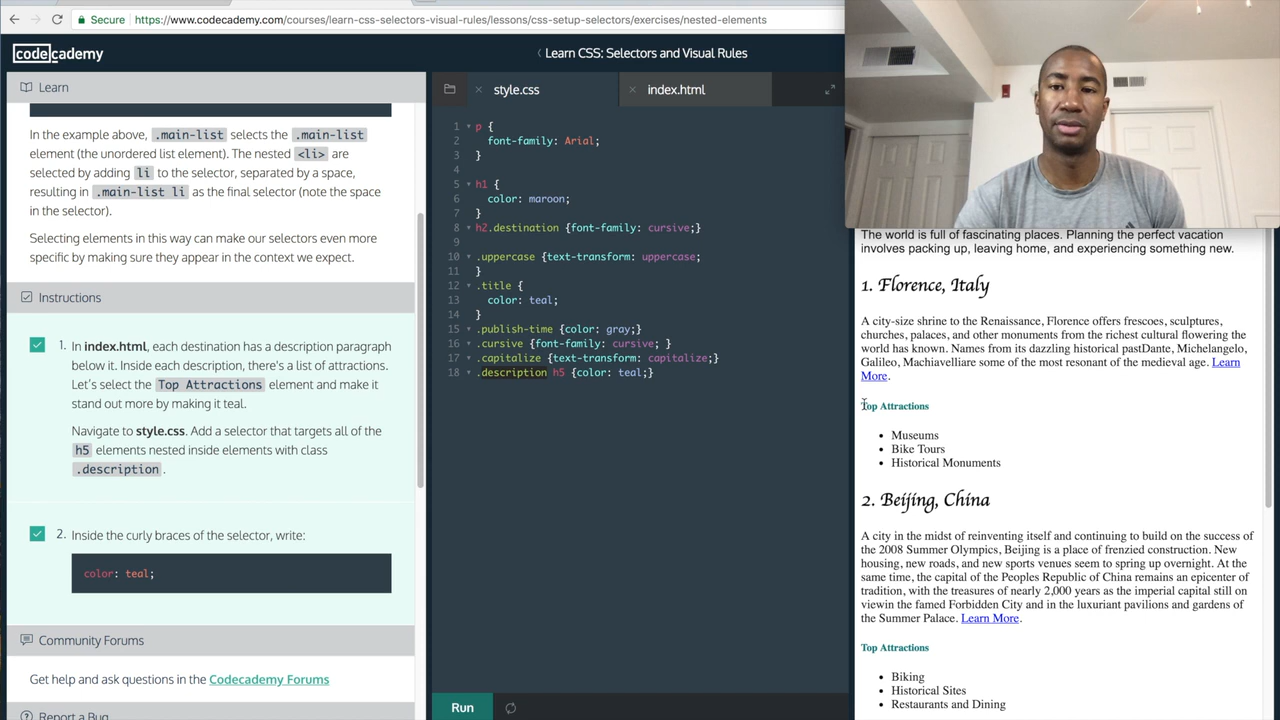 Secure https://www.codecademy.com/courses/learn-css-selectors-visual-rules/lessons/css-setup-selectors/exercises/nested-elements
codecademy
Learn CSS: Selectors and Visual Rules
Learn
In the example above, .main-list selects the .main-list
element (the unordered list element). The nested <li> are
selected by adding li to the selector, separated by a space,
resulting in .main-list li as the final selector (note the space
in the selector).
Selecting elements in this way can make our selectors even more
specific by making sure they appear in the context we expect.
Instructions
1. In index.html, each destination has a description paragraph
below it. Inside each description, there's a list of attractions.
Let's select the Top Attractions element and make it
stand out more by making it teal.
Navigate to style.css. Add a selector that targets all of the
h5 elements nested inside elements with class
.description .
2. Inside the curly braces of the selector, write:
color: teal;
Community Forums
Get help and ask questions in the Codecademy Forums
Report a Bug
style.css
index.html
1 p {
2 font-family: Arial;
3 }
4
5 h1 {
6 color: maroon;
7 }
8 h2.destination {font-family: cursive;}
9
10 .uppercase {text-transform: uppercase;
11 }
12 .title {
13 color: teal;
14 }
15 .publish-time {color: gray;}
16 .cursive {font-family: cursive; }
17 .capitalize {text-transform: capitalize;}
18 .description h5 {color: teal;}
Run
The world is full of fascinating places. Planning the perfect vacation
involves packing up, leaving home, and experiencing something new.
1. Florence, Italy
A city-size shrine to the Renaissance, Florence offers frescoes, sculptures,
churches, palaces, and other monuments from the richest cultural flowering the
world has known. Names from its dazzling historical pastDante, Michelangelo,
Galileo, Machiavelliare some of the most resonant of the medieval age. Learn
More.
Top Attractions
• Museums
• Bike Tours
• Historical Monuments
2. Beijing, China
A city in the midst of reinventing itself and continuing to build on the success of
the 2008 Summer Olympics, Beijing is a place of frenzied construction. New
housing, new roads, and new sports venues seem to spring up overnight. At the
same time, the capital of the Peoples Republic of China remains an epicenter of
tradition, with the treasures of nearly 2,000 years as the imperial capital still on
viewin the famed Forbidden City and in the luxuriant pavilions and gardens of
the Summer Palace. Learn More.
Top Attractions
• Biking
• Historical Sites
• Restaurants and Dining